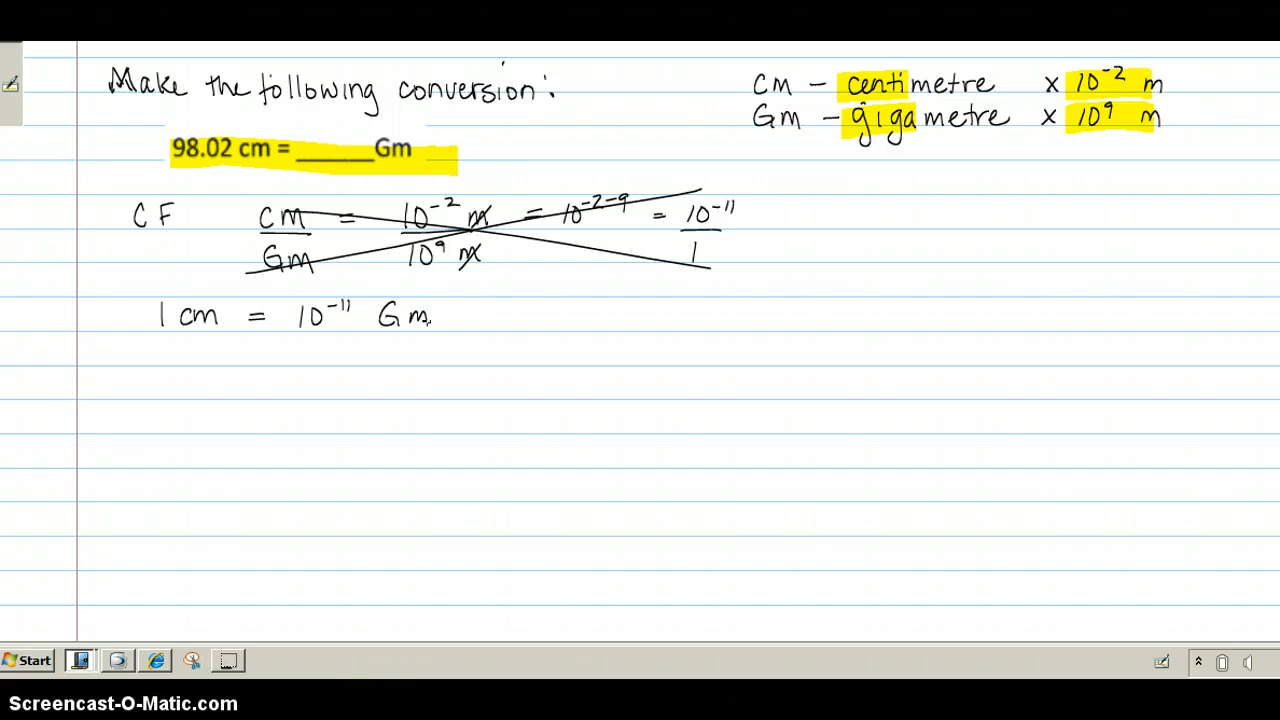 Make the following conversion:
cm - centimetre x 10⁻² m
Gm - gigametre x 10⁹ m
98.02 cm = _______Gm
CF cm/Gm = 10⁻² m/10⁹ m = 10⁻²⁻⁹ = 10⁻¹¹/1
1 cm = 10⁻¹¹ Gm
Start
Screencast-O-Matic.com